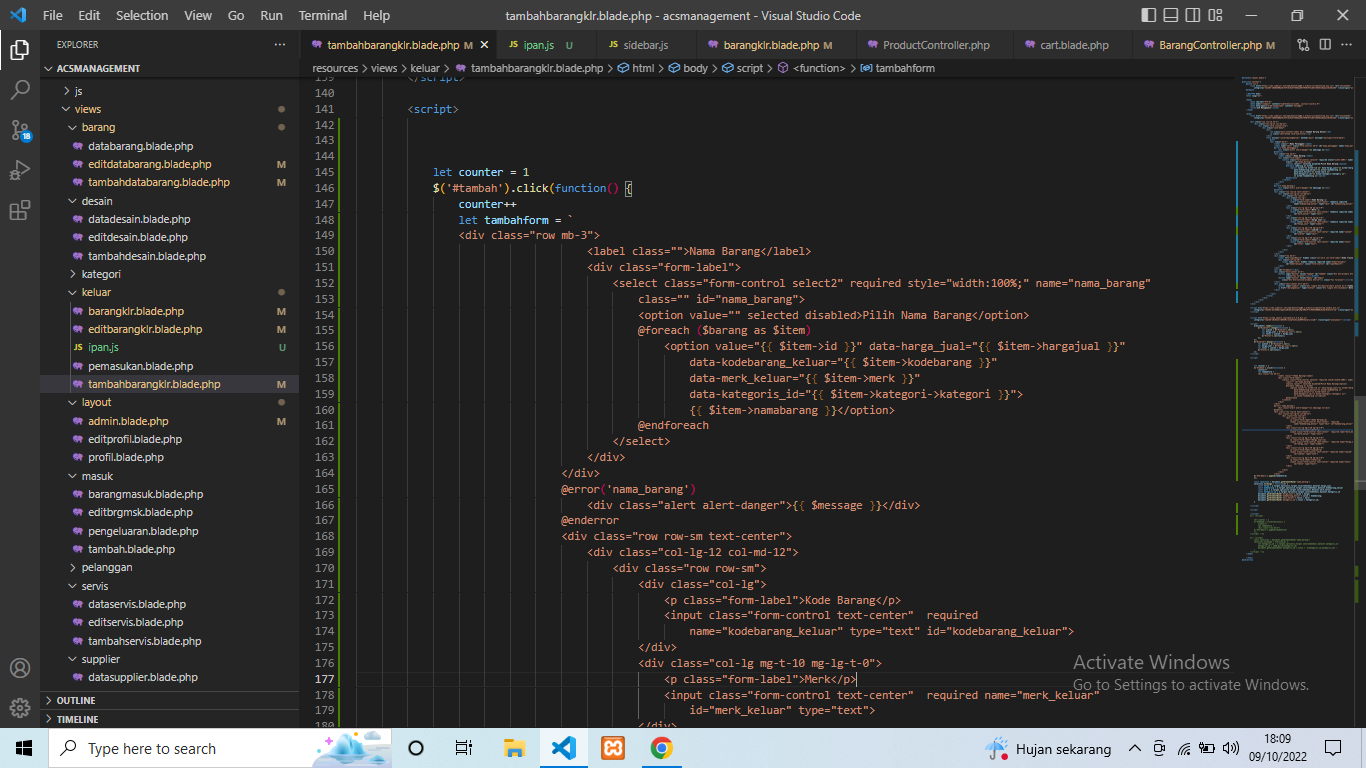 File Edit Selection View Go Run Terminal Help
tambahbarangklr.blade.php - acsmanagement - Visual Studio Code
EXPLORER
ACSMANAGEMENT
js
views
barang
databarang.blade.php
editdatabarang.blade.php M
tambahdatabarang.blade.php M
desain
datadesain.blade.php
editdesain.blade.php
tambahdesain.blade.php
kategori
keluar
barangklr.blade.php M
editbarangklr.blade.php M
ipan.js U
pemasukan.blade.php
tambahbarangklr.blade.php M
layout
admin.blade.php M
editprofil.blade.php
profil.blade.php
masuk
barangmasuk.blade.php
editbrgmsk.blade.php
pengeluaran.blade.php
tambah.blade.php
pelanggan
servis
dataservis.blade.php
editservis.blade.php
tambahservis.blade.php
supplier
datasupplier.blade.php
OUTLINE
TIMELINE
18
tambahbarangklr.blade.php M ipan.js U sidebar.js barangklr.blade.php M ProductController.php cart.blade.php BarangController.php M
resources > views > keluar > tambahbarangklr.blade.php > html > body > script > <function> > tambahform
139 </script>
140
141 <script>
142
143
144
145 let counter = 1
146 $('#tambah').click(function() {
147 counter++
148 let tambahform = `
149 <div class="row mb-3">
150 <label class="">Nama Barang</label>
151 <div class="form-label">
152 <select class="form-control select2" required style="width:100%;" name="nama_barang"
153 class="" id="nama_barang">
154 <option value="" selected disabled>Pilih Nama Barang</option>
155 @foreach ($barang as $item)
156 <option value="{{ $item->id }}" data-harga_jual="{{ $item->hargajual }}"
157 data-kodebarang_keluar="{{ $item->kodebarang }}"
158 data-merk_keluar="{{ $item->merk }}"
159 data-kategoris_id="{{ $item->kategori->kategori }}">
160 {{ $item->namabarang }}</option>
161 @endforeach
162 </select>
163 </div>
164 </div>
165 @error('nama_barang')
166 <div class="alert alert-danger">{{ $message }}</div>
167 @enderror
168 <div class="row row-sm text-center">
169 <div class="col-lg-12 col-md-12">
170 <div class="row row-sm">
171 <div class="col-lg">
172 <p class="form-label">Kode Barang</p>
173 <input class="form-control text-center"  required
174 name="kodebarang_keluar" type="text" id="kodebarang_keluar">
175 </div>
176 <div class="col-lg mg-t-10 mg-lg-t-0">
177 <p class="form-label">Merk</p>
178 <input class="form-control text-center"  required name="merk_keluar"
179 id="merk_keluar" type="text">
180 </div>
Activate Windows
Go to Settings to activate Windows.
Type here to search
Hujan sekarang
18:09
09/10/2022